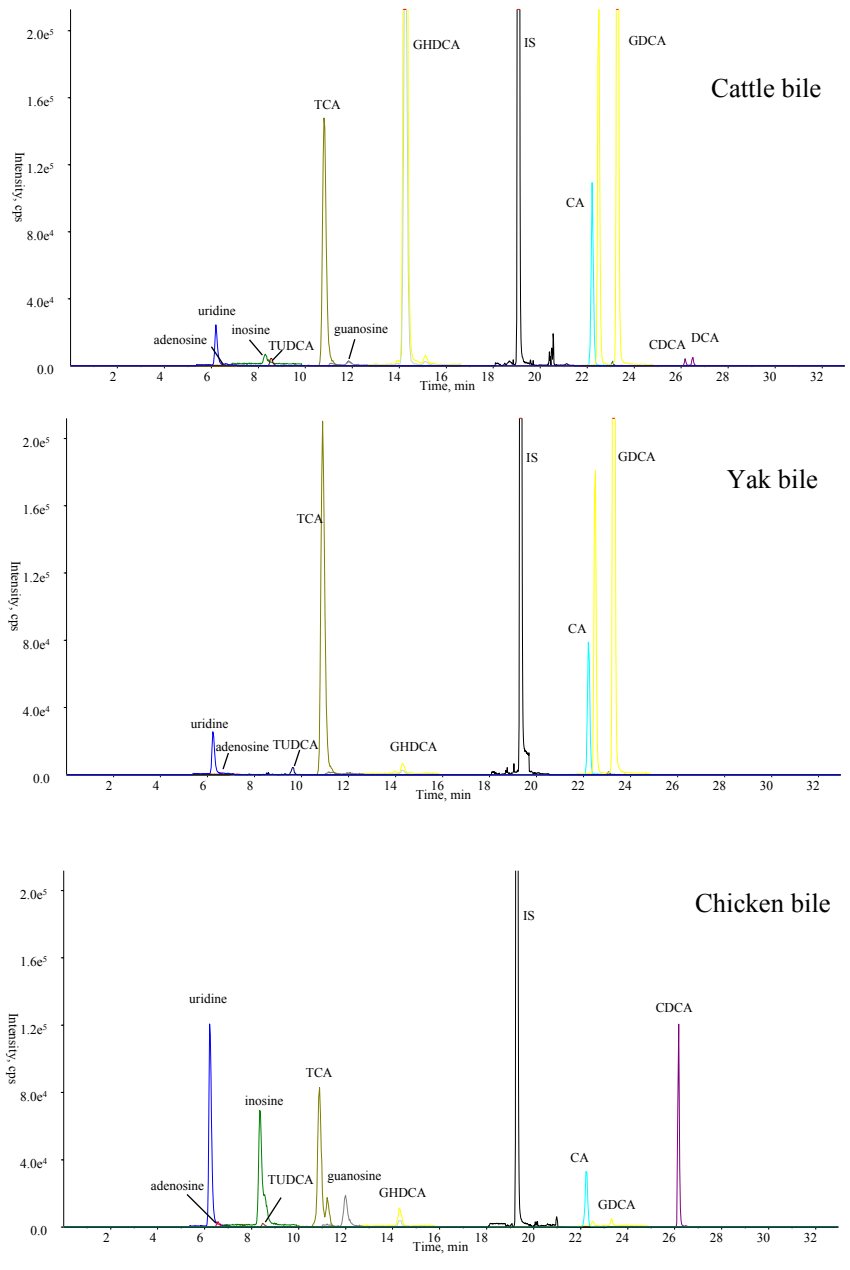 2.0e⁵
GHDCA
IS
GDCA
Cattle bile
1.6e⁵
TCA
Intensity, cps
1.2e⁵
CA
8.0e⁴
uridine
4.0e⁴
adenosine
inosine
TUDCA
guanosine
CDCA
DCA
0.0
2 4 6 8 10 12 14 16 18 20 22 24 26 28 30 32
Time, min
2.0e⁵
IS
GDCA
Yak bile
1.6e⁵
TCA
Intensity, cps
1.2e⁵
8.0e⁴
CA
4.0e⁴
uridine
adenosine
TUDCA
GHDCA
0.0
2 4 6 8 10 12 14 16 18 20 22 24 26 28 30 32
Time, min
2.0e⁵
IS
Chicken bile
1.6e⁵
Intensity, cps
uridine
CDCA
1.2e⁵
TCA
8.0e⁴
inosine
4.0e⁴
adenosine
TUDCA
guanosine
GHDCA
CA
GDCA
0.0
2 4 6 8 10 12 14 16 18 20 22 24 26 28 30 32
Time, min